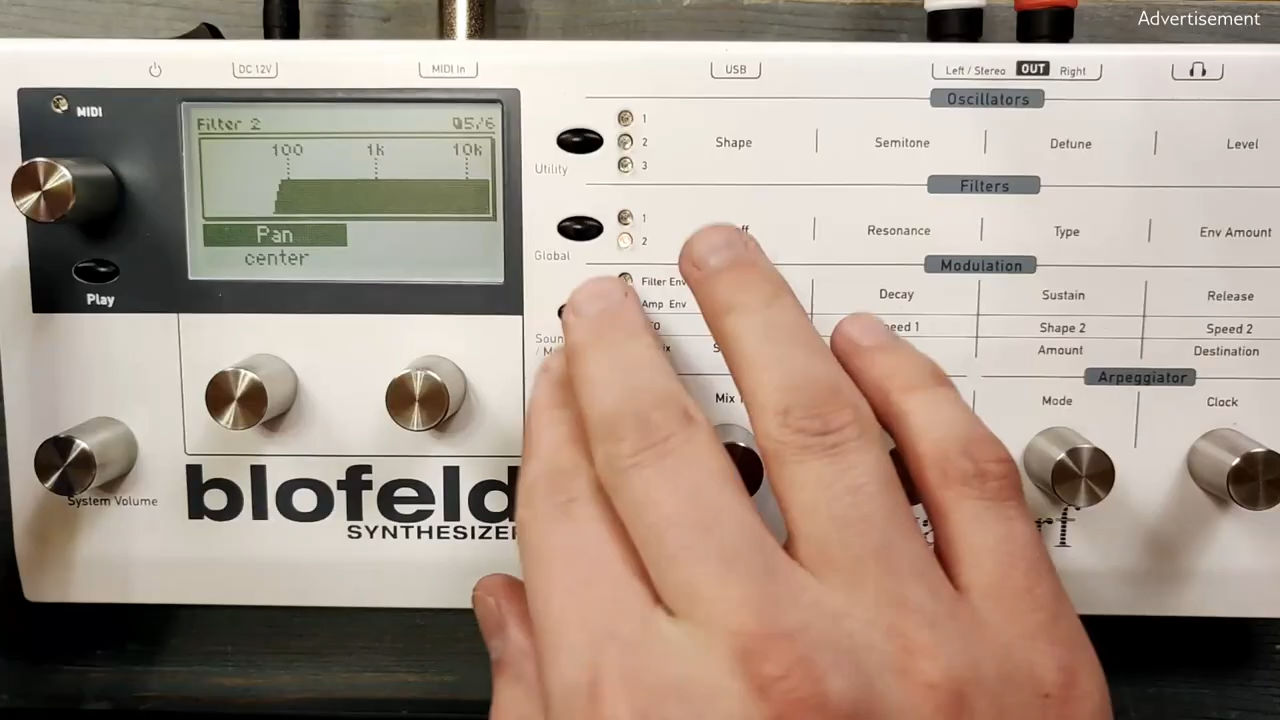 Advertisement
DC 12V
MIDI In
USB
Left / Stereo OUT Right
MIDI
Filter 2 5/6
100 1k 10k
Pan
center
Play
System Volume
blofeld
SYNTHESIZER
Utility
Global
1
2
3
Oscillators
Shape Semitone Detune Level
Filters
1
2
Resonance Type Env Amount
Modulation
Filter Env
Amp Env
Decay Sustain Release
Shape 2 Speed 2
Amount Destination
Arpeggiator
Mix
Mode Clock